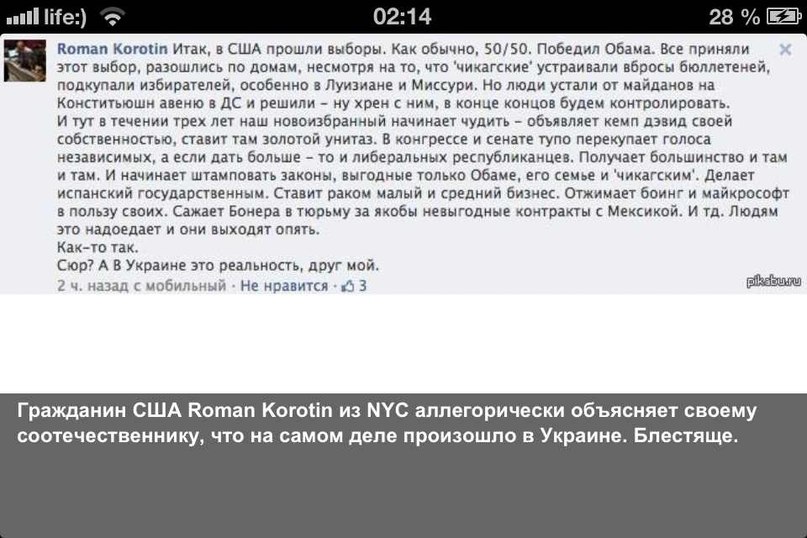 life:) 02:14 28 %
Roman Korotin Итак, в США прошли выборы. Как обычно, 50/50. Победил Обама. Все приняли
этот выбор, разошлись по домам, несмотря на то, что 'чикагские' устраивали вбросы бюллетеней,
подкупали избирателей, особенно в Луизиане и Миссури. Но люди устали от майданов на
Конститьюшн авеню в ДС и решили – ну хрен с ним, в конце концов будем контролировать.
И тут в течении трех лет наш новоизбранный начинает чудить – объявляет кемп дэвид своей
собственностью, ставит там золотой унитаз. В конгрессе и сенате тупо перекупает голоса
независимых, а если дать больше – то и либеральных республиканцев. Получает большинство и там
и там. И начинает штамповать законы, выгодные только Обаме, его семье и 'чикагским'. Делает
испанский государственным. Ставит раком малый и средний бизнес. Отжимает боинг и майкрософт
в пользу своих. Сажает Бонера в тюрьму за якобы невыгодные контракты с Мексикой. И тд. Людям
это надоедает и они выходят опять.
Как-то так.
Сюр? А В Украине это реальность, друг мой.
2 ч. назад с мобильный · Не нравится · 3
pikabu.ru
Гражданин США Roman Korotin из NYC аллегорически объясняет своему
соотечественнику, что на самом деле произошло в Украине. Блестяще.